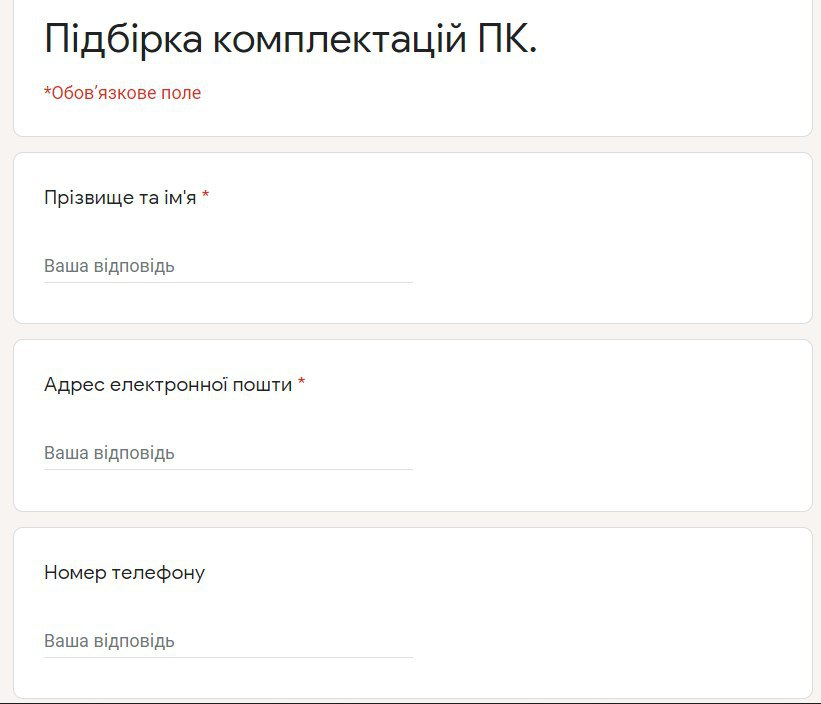 Підбірка комплектацій ПК.
*Обов’язкове поле
Прізвище та ім'я *
Ваша відповідь
Адрес електронної пошти *
Ваша відповідь
Номер телефону
Ваша відповідь